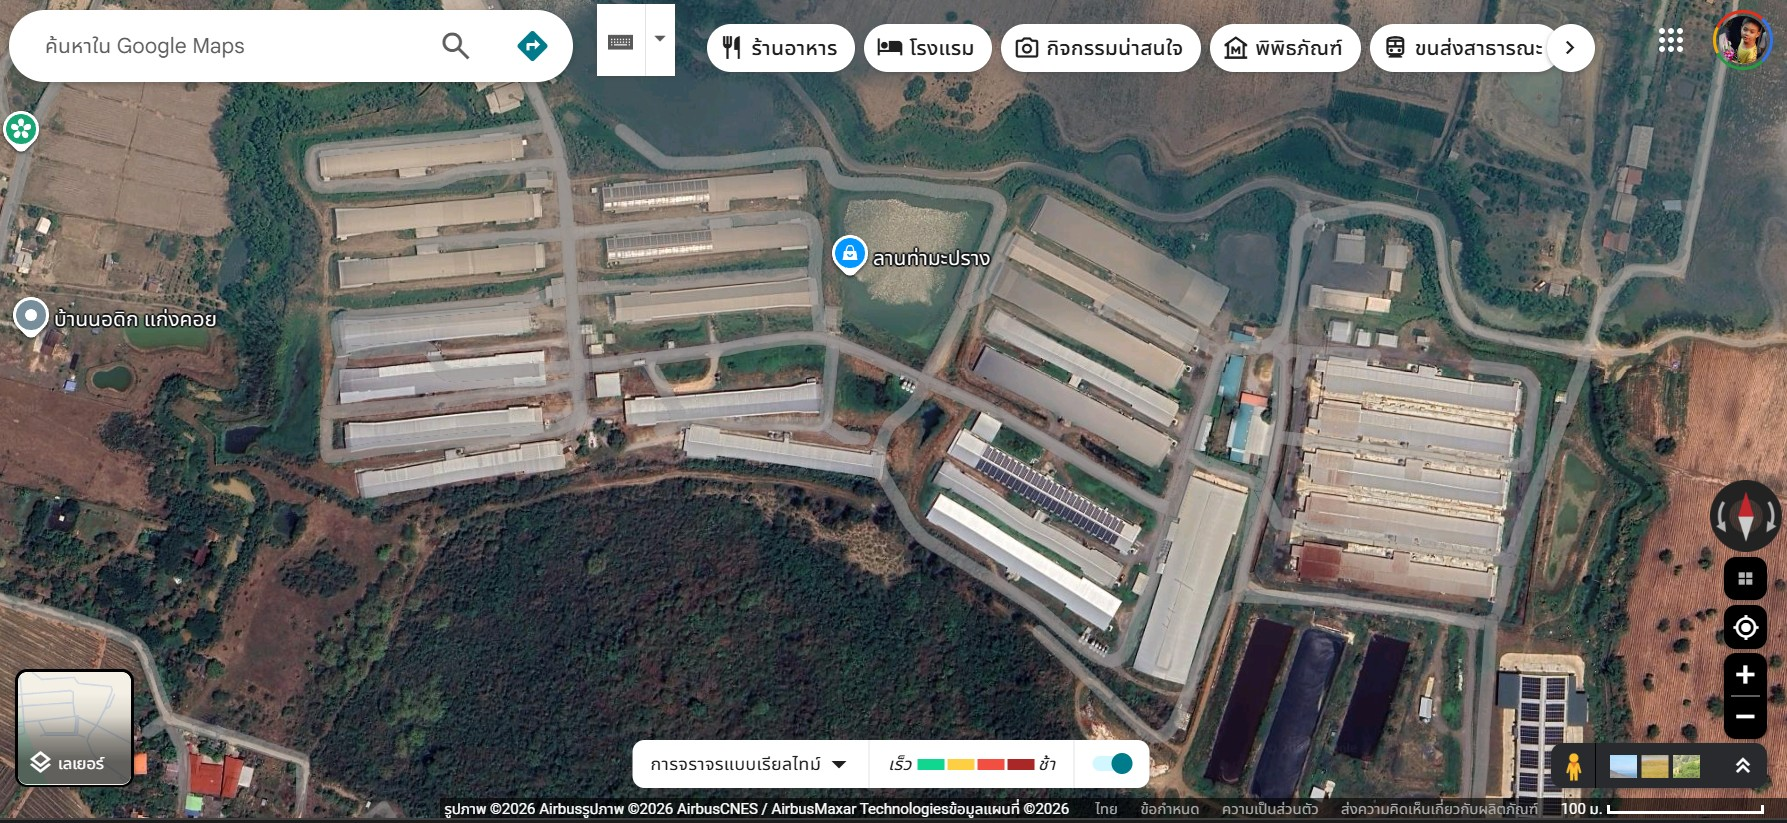 ค้นหาใน Google Maps
ร้านอาหาร
โรงแรม
กิจกรรมน่าสนใจ
พิพิธภัณฑ์
ขนส่งสาธารณะ
ลานท่ามะปราง
บ้านนอติก แก่งคอย
เลเยอร์
การจราจรแบบเรียลไทม์
เร็ว
ช้า
รูปภาพ ©2026 Airbusรูปภาพ ©2026 AirbusCNES / AirbusMaxar Technologiesข้อมูลแผนที่ ©2026
ไทย
ข้อกำหนด
ความเป็นส่วนตัว
ส่งความคิดเห็นเกี่ยวกับผลิตภัณฑ์
100 ม.